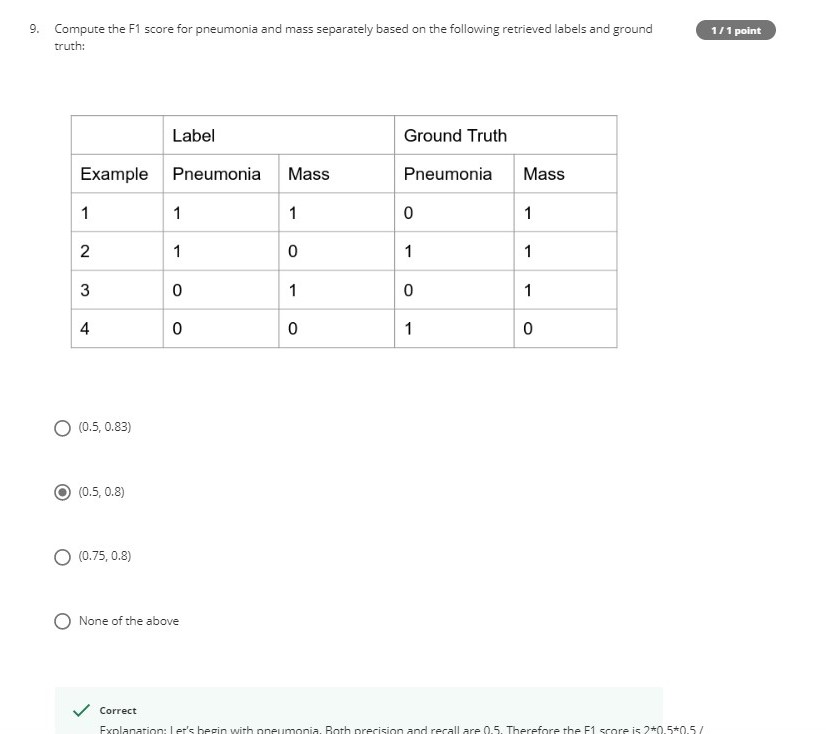 9. Compute the F1 score for pneumonia and mass separately based on the following retrieved labels and ground
truth:
1 / 1 point
Label Ground Truth
Example Pneumonia Mass Pneumonia Mass
1 1 1 0 1
2 1 0 1 1
3 0 1 0 1
4 0 0 1 0
(0.5, 0.83)
(0.5, 0.8)
(0.75, 0.8)
None of the above
Correct
Explanation: Let's begin with pneumonia. Both precision and recall are 0.5. Therefore the F1 score is 2*0.5*0.5 /